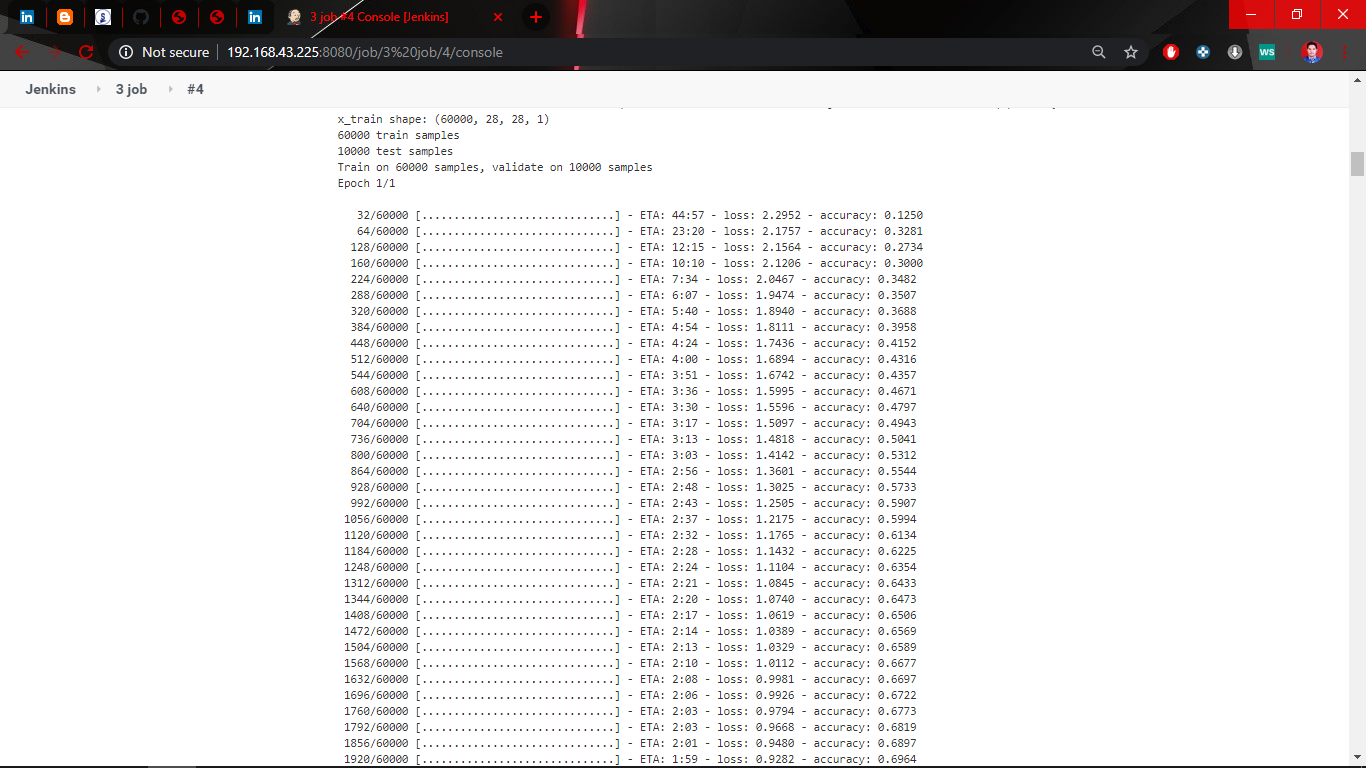 3 job #4 Console [Jenkins]
Not secure 192.168.43.225:8080/job/3%20job/4/console
ws
Jenkins 3 job #4
x_train shape: (60000, 28, 28, 1)
60000 train samples
10000 test samples
Train on 60000 samples, validate on 10000 samples
Epoch 1/1
32/60000 [..............................] - ETA: 44:57 - loss: 2.2952 - accuracy: 0.1250
64/60000 [..............................] - ETA: 23:20 - loss: 2.1757 - accuracy: 0.3281
128/60000 [..............................] - ETA: 12:15 - loss: 2.1564 - accuracy: 0.2734
160/60000 [..............................] - ETA: 10:10 - loss: 2.1206 - accuracy: 0.3000
224/60000 [..............................] - ETA: 7:34 - loss: 2.0467 - accuracy: 0.3482
288/60000 [..............................] - ETA: 6:07 - loss: 1.9474 - accuracy: 0.3507
320/60000 [..............................] - ETA: 5:40 - loss: 1.8940 - accuracy: 0.3688
384/60000 [..............................] - ETA: 4:54 - loss: 1.8111 - accuracy: 0.3958
448/60000 [..............................] - ETA: 4:24 - loss: 1.7436 - accuracy: 0.4152
512/60000 [..............................] - ETA: 4:00 - loss: 1.6894 - accuracy: 0.4316
544/60000 [..............................] - ETA: 3:51 - loss: 1.6742 - accuracy: 0.4357
608/60000 [..............................] - ETA: 3:36 - loss: 1.5995 - accuracy: 0.4671
640/60000 [..............................] - ETA: 3:30 - loss: 1.5596 - accuracy: 0.4797
704/60000 [..............................] - ETA: 3:17 - loss: 1.5097 - accuracy: 0.4943
736/60000 [..............................] - ETA: 3:13 - loss: 1.4818 - accuracy: 0.5041
800/60000 [..............................] - ETA: 3:03 - loss: 1.4142 - accuracy: 0.5312
864/60000 [..............................] - ETA: 2:56 - loss: 1.3601 - accuracy: 0.5544
928/60000 [..............................] - ETA: 2:48 - loss: 1.3025 - accuracy: 0.5733
992/60000 [..............................] - ETA: 2:43 - loss: 1.2505 - accuracy: 0.5907
1056/60000 [..............................] - ETA: 2:37 - loss: 1.2175 - accuracy: 0.5994
1120/60000 [..............................] - ETA: 2:32 - loss: 1.1765 - accuracy: 0.6134
1184/60000 [..............................] - ETA: 2:28 - loss: 1.1432 - accuracy: 0.6225
1248/60000 [..............................] - ETA: 2:24 - loss: 1.1104 - accuracy: 0.6354
1312/60000 [..............................] - ETA: 2:21 - loss: 1.0845 - accuracy: 0.6433
1344/60000 [..............................] - ETA: 2:20 - loss: 1.0740 - accuracy: 0.6473
1408/60000 [..............................] - ETA: 2:17 - loss: 1.0619 - accuracy: 0.6506
1472/60000 [..............................] - ETA: 2:14 - loss: 1.0389 - accuracy: 0.6569
1504/60000 [..............................] - ETA: 2:13 - loss: 1.0329 - accuracy: 0.6589
1568/60000 [..............................] - ETA: 2:10 - loss: 1.0112 - accuracy: 0.6677
1632/60000 [..............................] - ETA: 2:08 - loss: 0.9981 - accuracy: 0.6697
1696/60000 [..............................] - ETA: 2:06 - loss: 0.9926 - accuracy: 0.6722
1760/60000 [..............................] - ETA: 2:03 - loss: 0.9794 - accuracy: 0.6773
1792/60000 [..............................] - ETA: 2:03 - loss: 0.9668 - accuracy: 0.6819
1856/60000 [..............................] - ETA: 2:01 - loss: 0.9480 - accuracy: 0.6897
1920/60000 [..............................] - ETA: 1:59 - loss: 0.9282 - accuracy: 0.6964